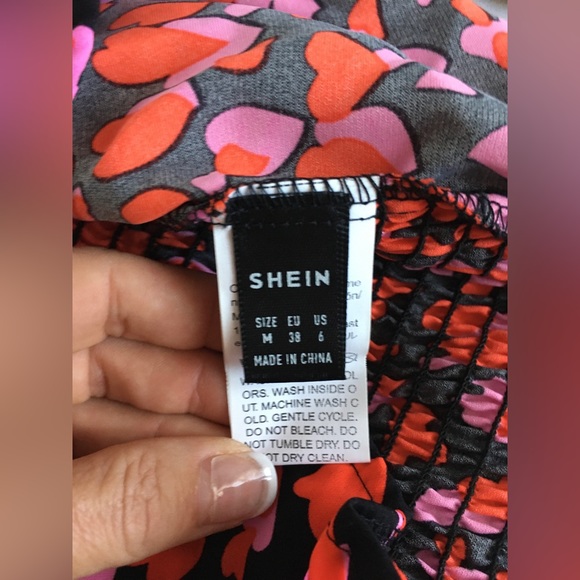 SHEIN
SIZE EU US
M 38 6
MADE IN CHINA
ORS. WASH INSIDE O
UT. MACHINE WASH C
OLD. GENTLE CYCLE.
DO NOT BLEACH. DO
NOT TUMBLE DRY. DO
NOT DRY CLEAN.